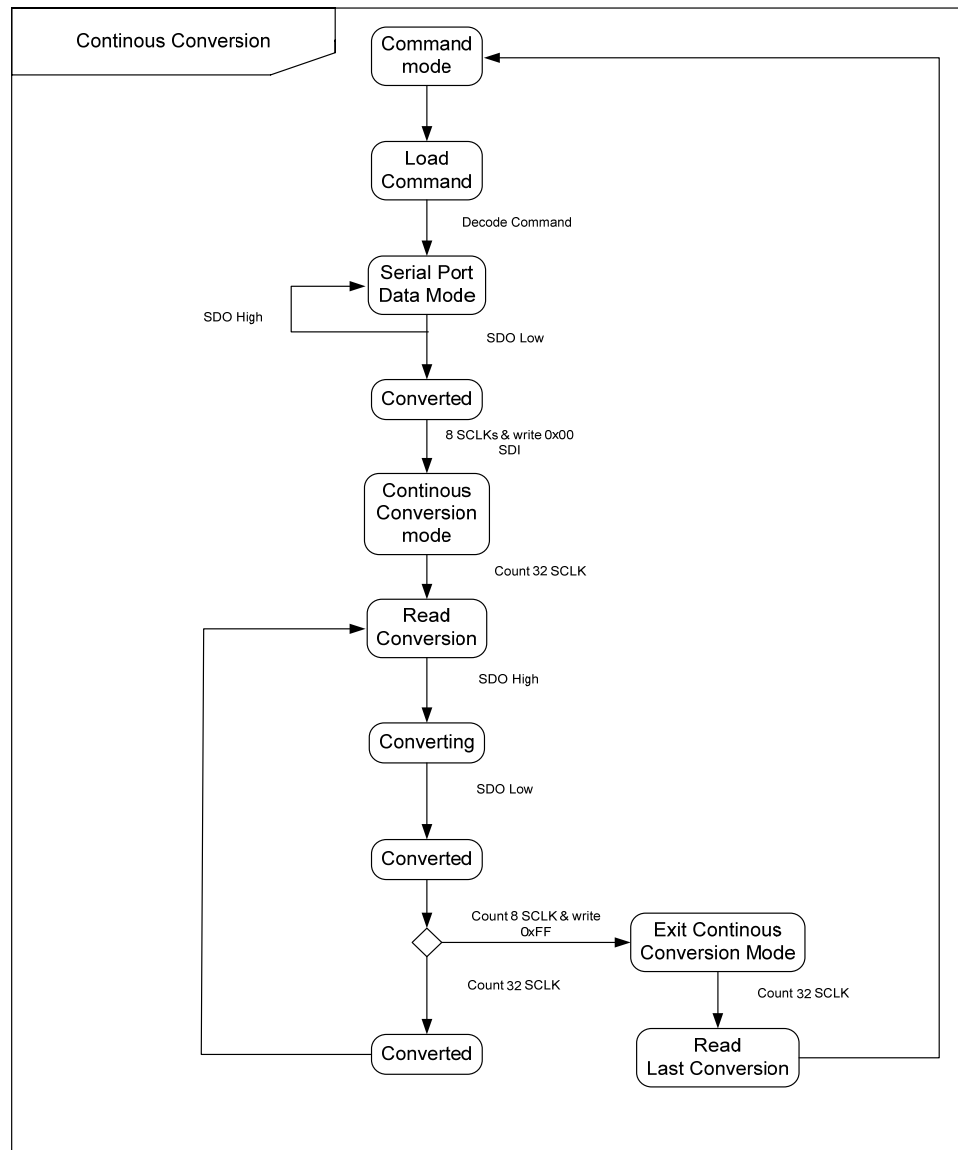 Continous Conversion
Command
mode
Load
Command
Decode Command
Serial Port
Data Mode
SDO High
SDO Low
Converted
8 SCLKs & write 0x00
SDI
Continous
Conversion
mode
Count 32 SCLK
Read
Conversion
SDO High
Converting
SDO Low
Converted
Count 8 SCLK & write
0xFF
Exit Continous
Conversion Mode
Count 32 SCLK
Count 32 SCLK
Converted
Read
Last Conversion